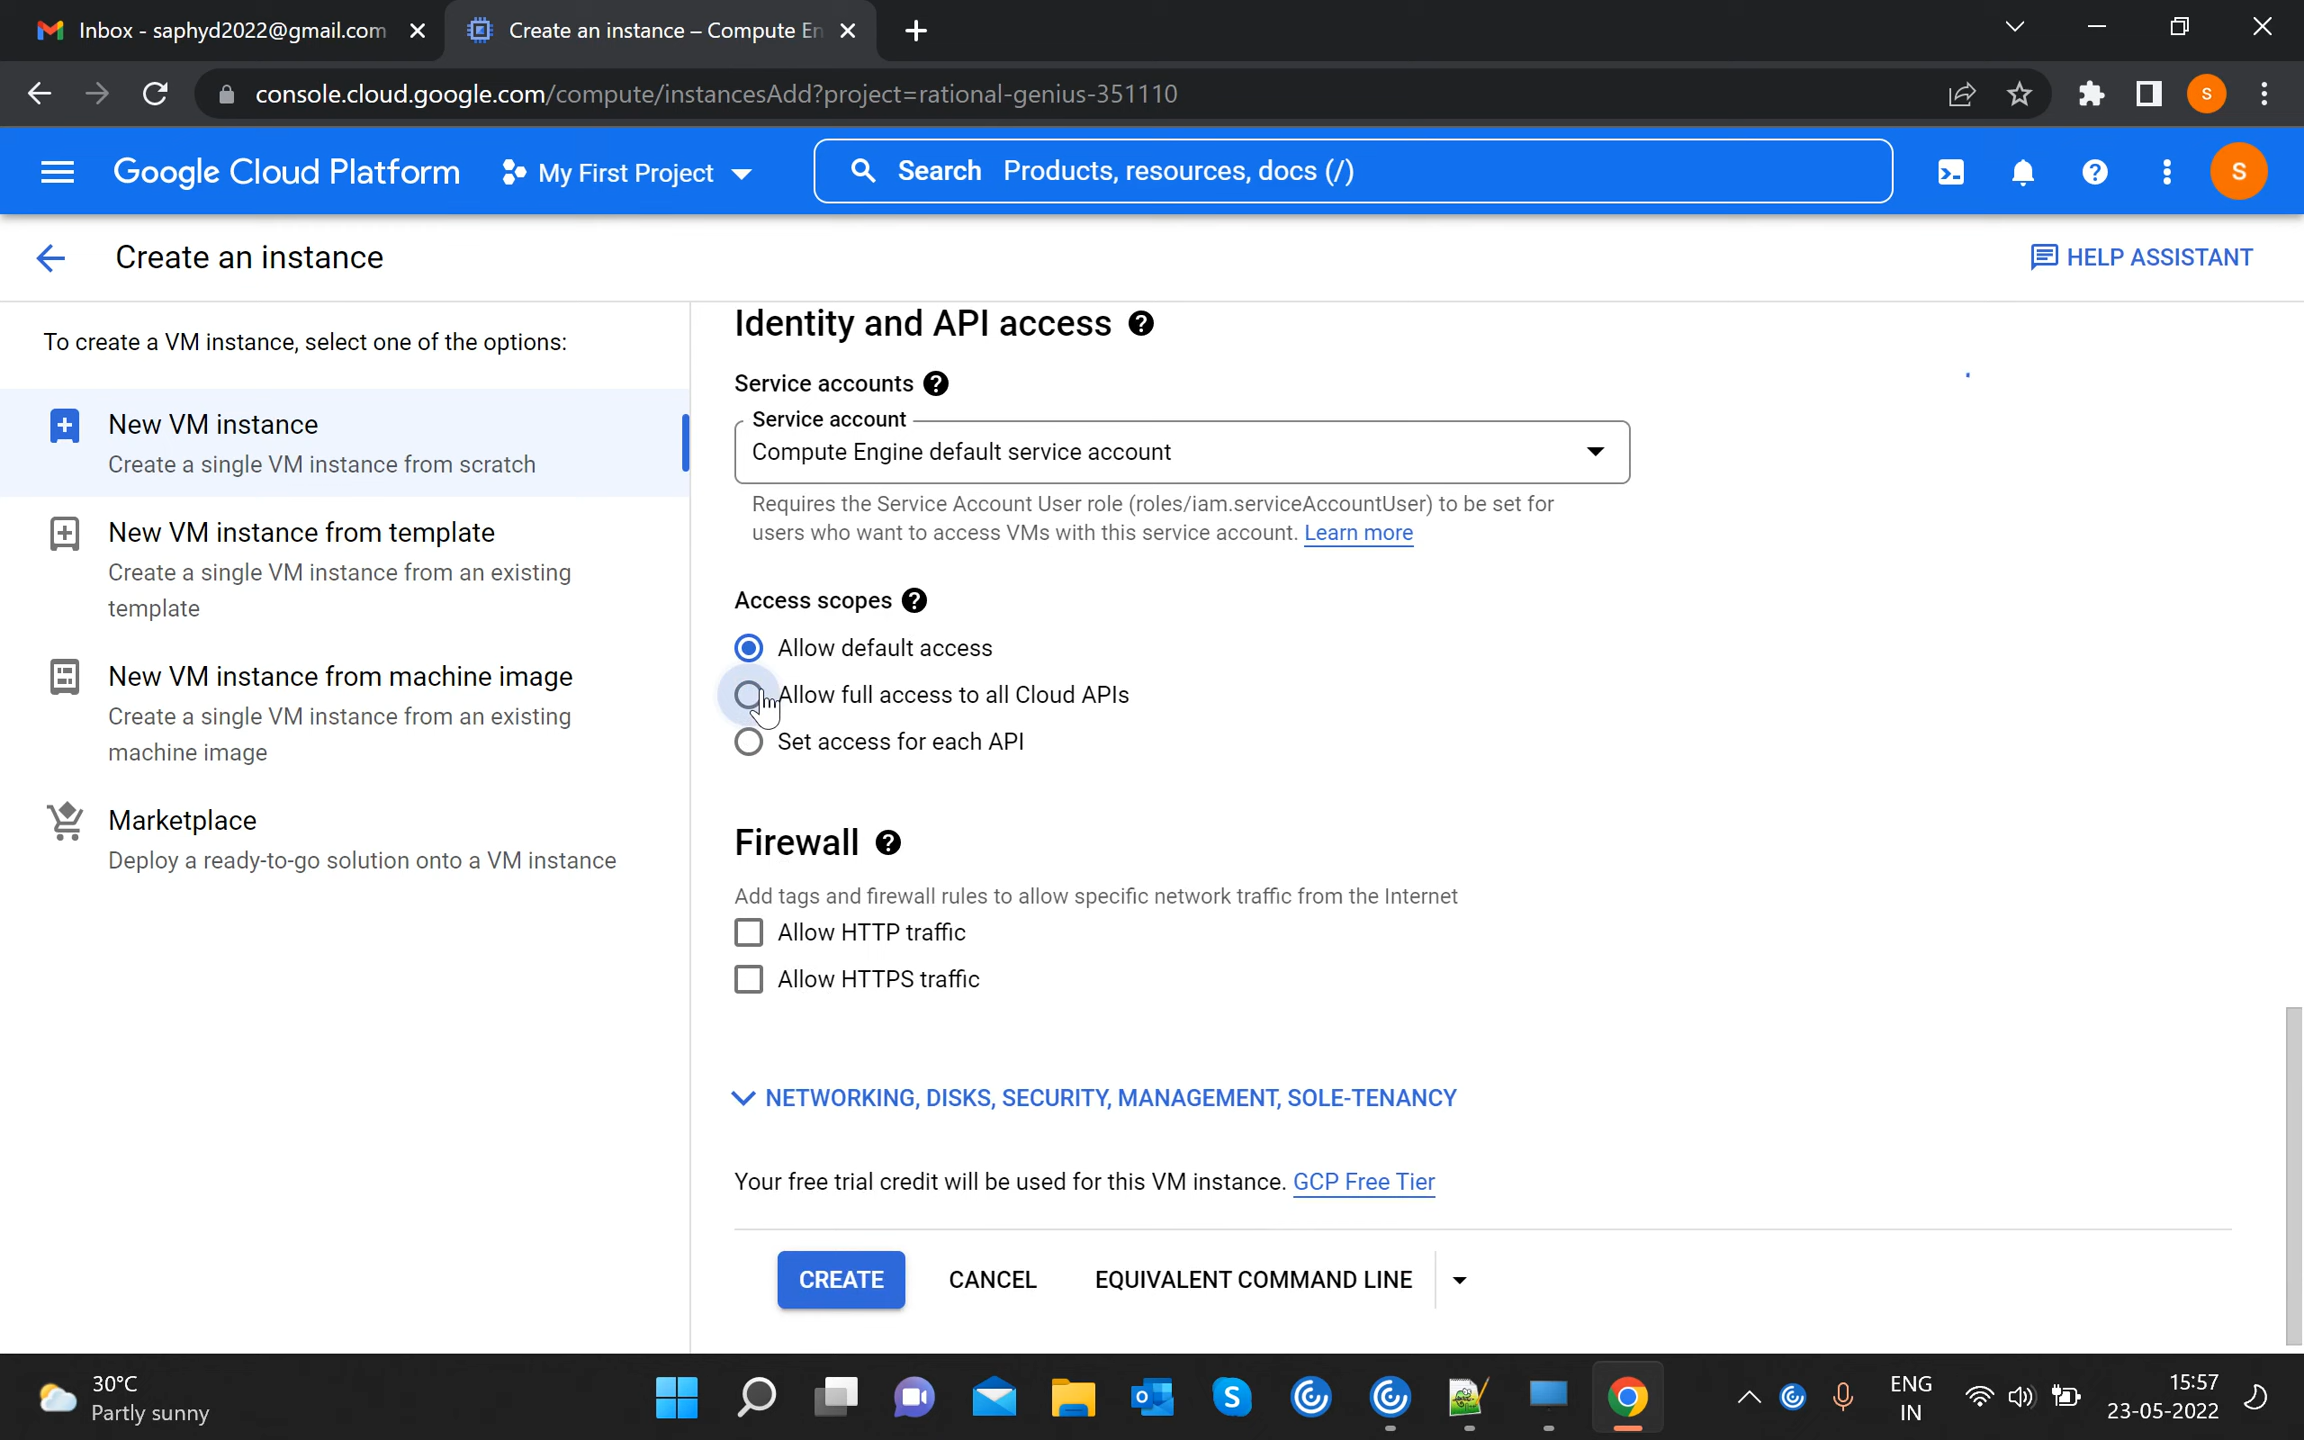 Inbox - saphyd2022@gmail.com
Create an instance – Compute En
console.cloud.google.com/compute/instancesAdd?project=rational-genius-351110
S
Google Cloud Platform
My First Project
Search Products, resources, docs (/)
S
Create an instance
HELP ASSISTANT
To create a VM instance, select one of the options:
New VM instance
Create a single VM instance from scratch
New VM instance from template
Create a single VM instance from an existing
template
New VM instance from machine image
Create a single VM instance from an existing
machine image
Marketplace
Deploy a ready-to-go solution onto a VM instance
Identity and API access
Service accounts
Service account
Compute Engine default service account
Requires the Service Account User role (roles/iam.serviceAccountUser) to be set for
users who want to access VMs with this service account. Learn more
Access scopes
Allow default access
Allow full access to all Cloud APIs
Set access for each API
Firewall
Add tags and firewall rules to allow specific network traffic from the Internet
Allow HTTP traffic
Allow HTTPS traffic
NETWORKING, DISKS, SECURITY, MANAGEMENT, SOLE-TENANCY
Your free trial credit will be used for this VM instance. GCP Free Tier
CREATE
CANCEL
EQUIVALENT COMMAND LINE
30°C
Partly sunny
ENG
IN
15:57
23-05-2022